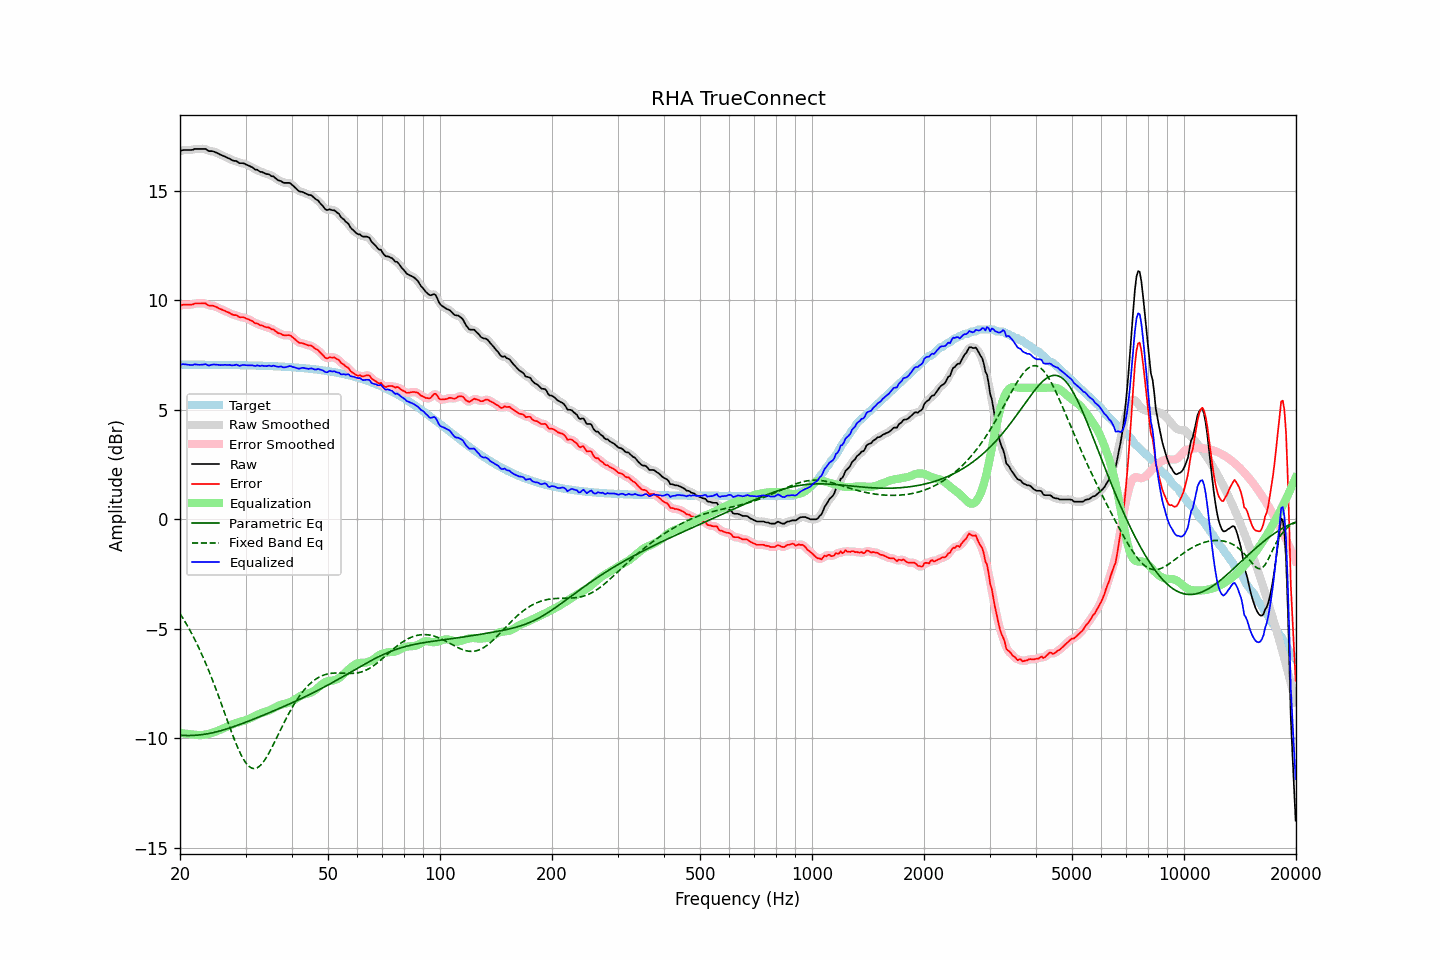 RHA TrueConnect
Amplitude (dBr)
15
10
5
0
−5
−10
−15
Target
Raw Smoothed
Error Smoothed
Raw
Error
Equalization
Parametric Eq
Fixed Band Eq
Equalized
20 50 100 200 500 1000 2000 5000 10000 20000
Frequency (Hz)